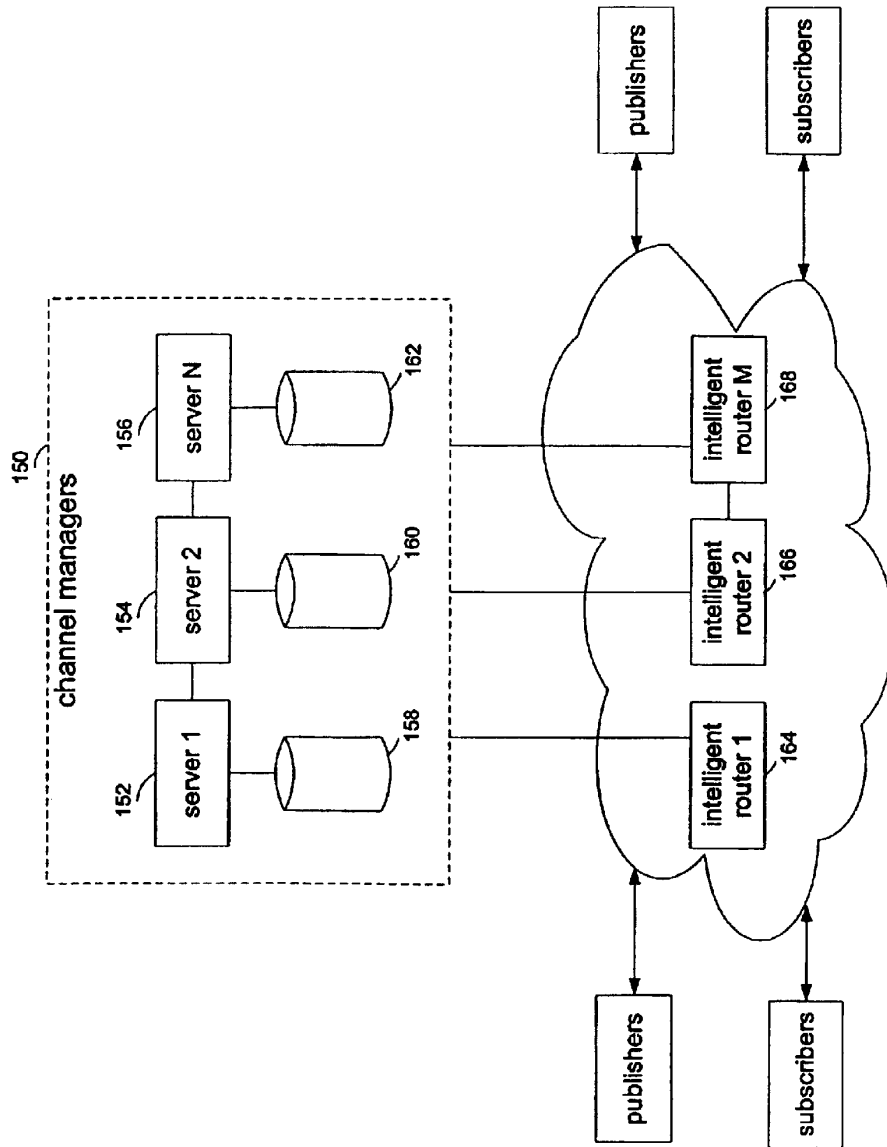 150
channel managers
152
154
156
server 1
server 2
server N
158
160
162
intelligent
router 1
intelligent
router 2
intelligent
router M
164
166
168
publishers
publishers
subscribers
subscribers